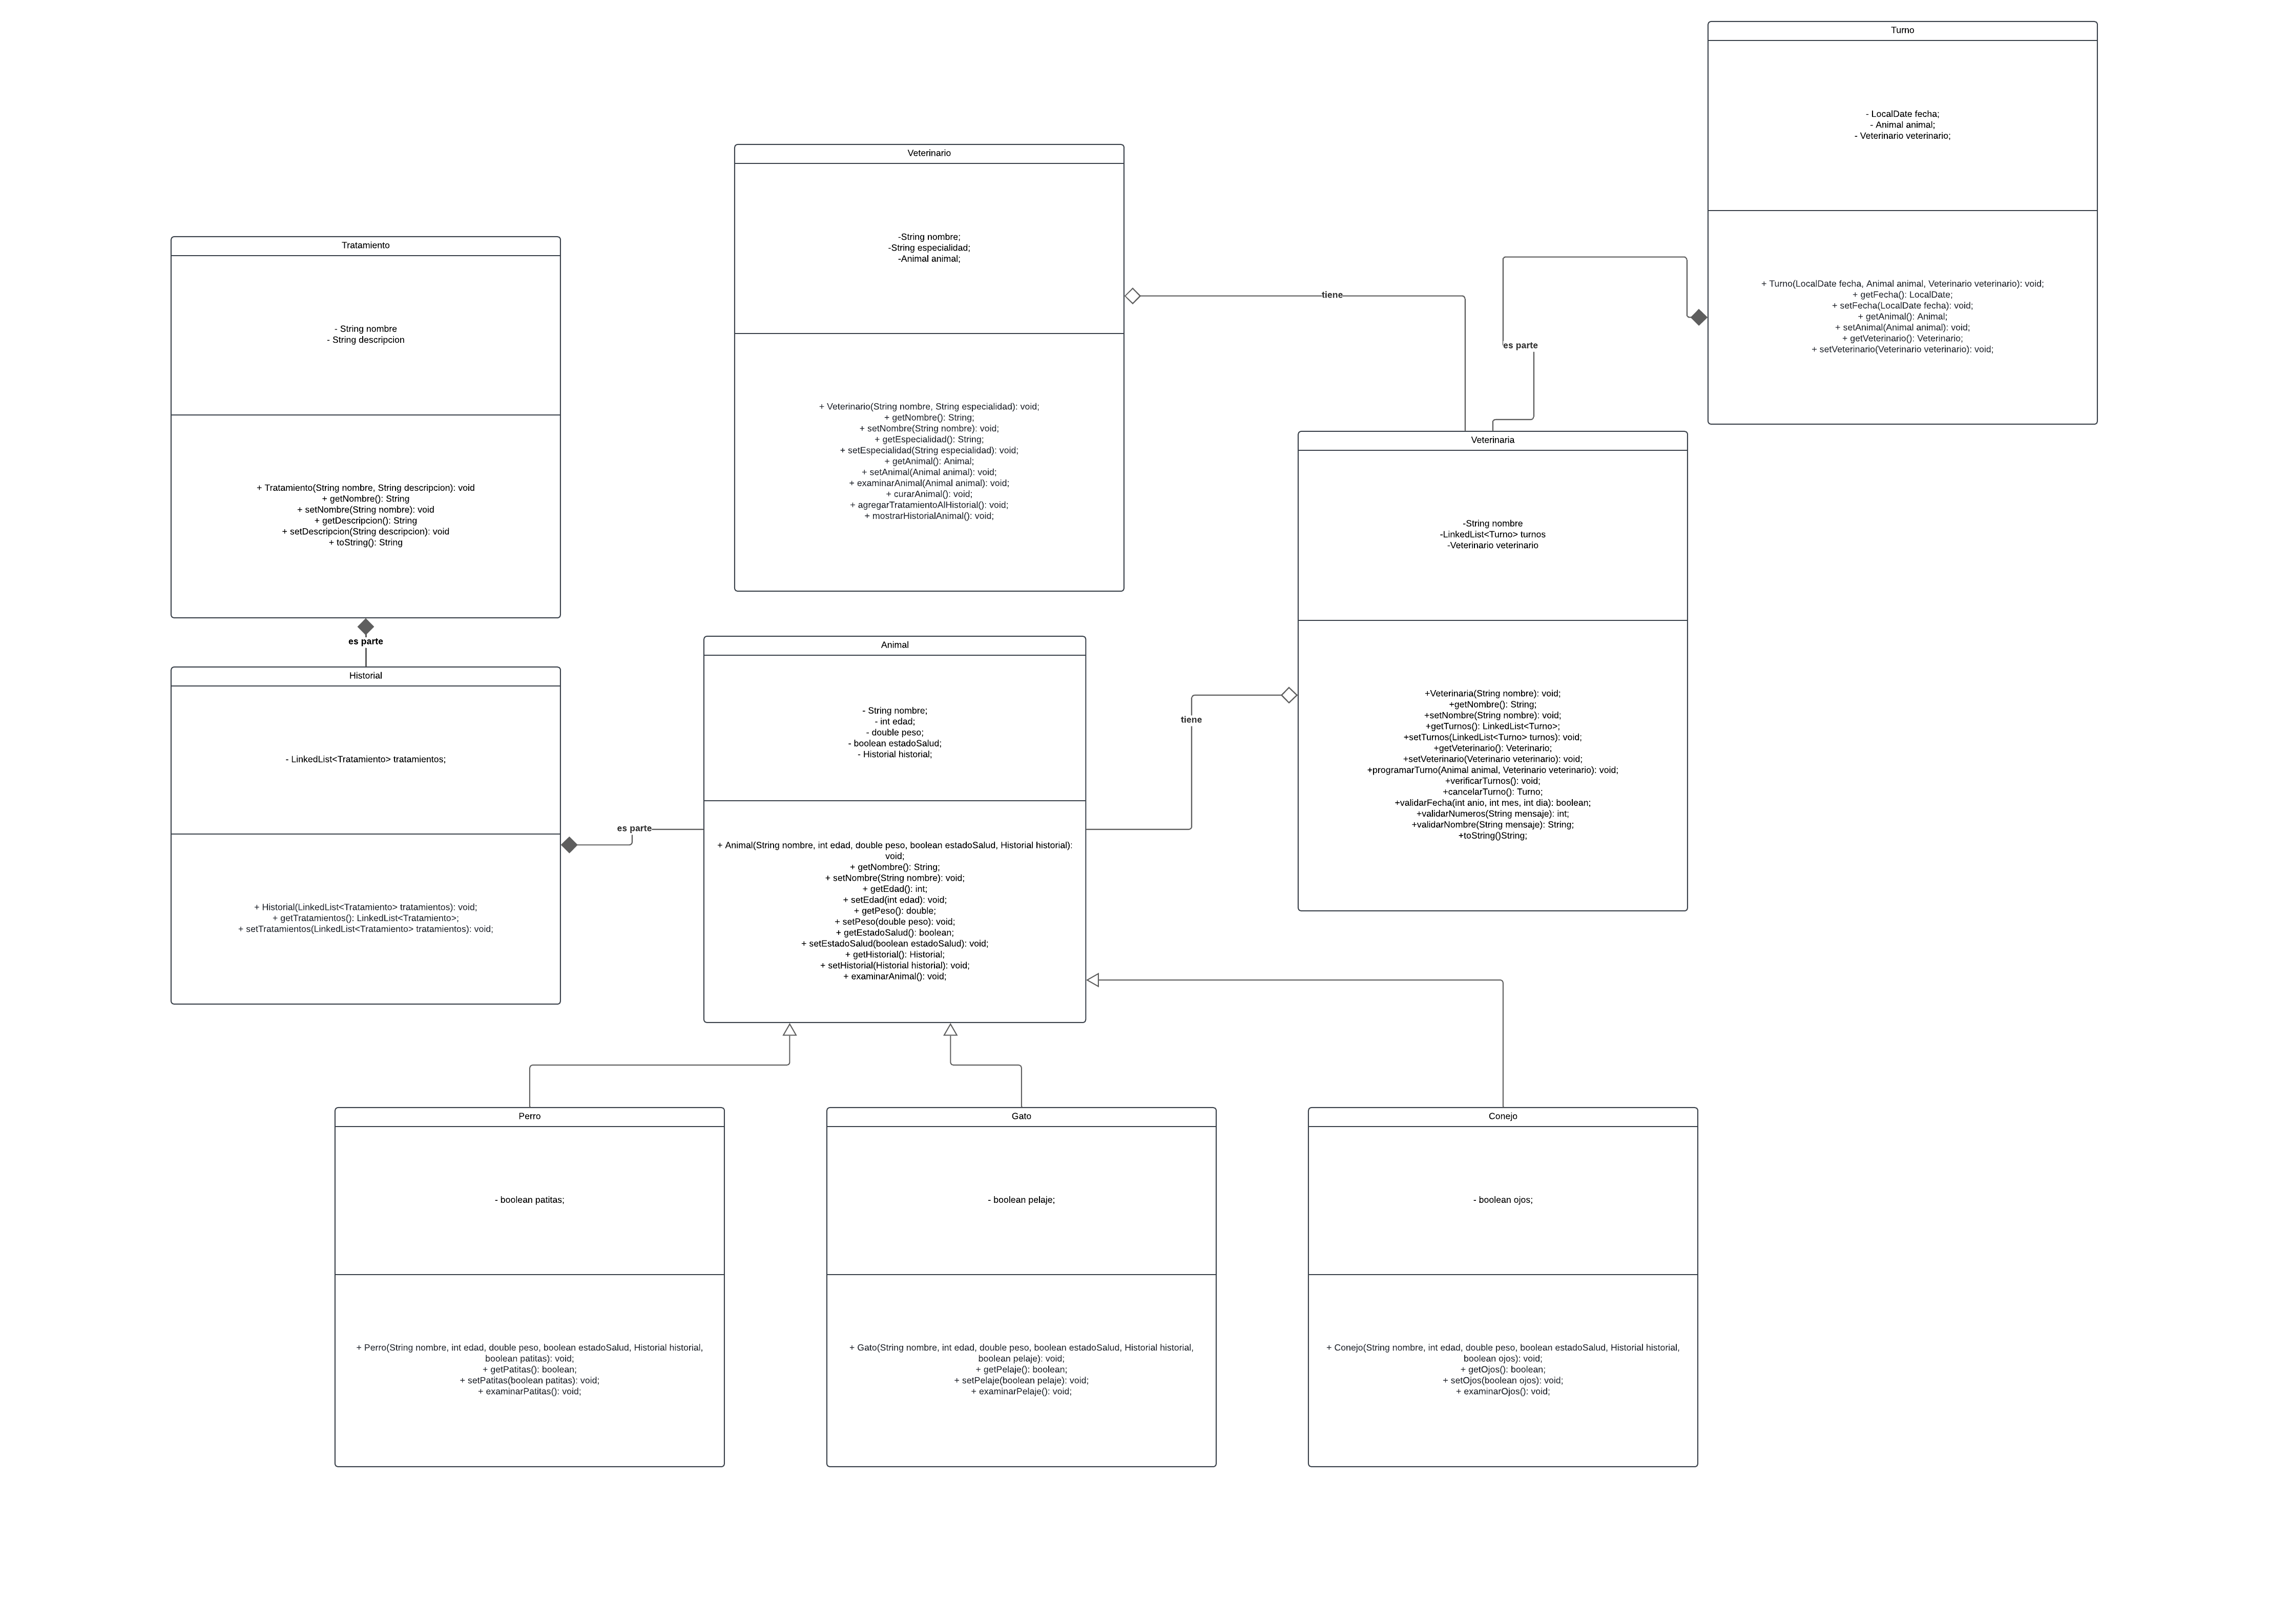 Turno
- LocalDate fecha;
- Animal animal;
- Veterinario veterinario;
+ Turno(LocalDate fecha, Animal animal, Veterinario veterinario): void;
+ getFecha(): LocalDate;
+ setFecha(LocalDate fecha): void;
+ getAnimal(): Animal;
+ setAnimal(Animal animal): void;
+ getVeterinario(): Veterinario;
+ setVeterinario(Veterinario veterinario): void;
Veterinario
-String nombre;
-String especialidad;
-Animal animal;
+ Veterinario(String nombre, String especialidad): void;
+ getNombre(): String;
+ setNombre(String nombre): void;
+ getEspecialidad(): String;
+ setEspecialidad(String especialidad): void;
+ getAnimal(): Animal;
+ setAnimal(Animal animal): void;
+ examinarAnimal(Animal animal): void;
+ curarAnimal(): void;
+ agregarTratamientoAlHistorial(): void;
+ mostrarHistorialAnimal(): void;
tiene
es parte
Tratamiento
- String nombre
- String descripcion
+ Tratamiento(String nombre, String descripcion): void
+ getNombre(): String
+ setNombre(String nombre): void
+ getDescripcion(): String
+ setDescripcion(String descripcion): void
+ toString(): String
es parte
Veterinaria
-String nombre
-LinkedList<Turno> turnos
-Veterinario veterinario
+Veterinaria(String nombre): void;
+getNombre(): String;
+setNombre(String nombre): void;
+getTurnos(): LinkedList<Turno>;
+setTurnos(LinkedList<Turno> turnos): void;
+getVeterinario(): Veterinario;
+setVeterinario(Veterinario veterinario): void;
+programarTurno(Animal animal, Veterinario veterinario): void;
+verificarTurnos(): void;
+cancelarTurno(): Turno;
+validarFecha(int anio, int mes, int dia): boolean;
+validarNumeros(String mensaje): int;
+validarNombre(String mensaje): String;
+toString()String;
Historial
- LinkedList<Tratamiento> tratamientos;
+ Historial(LinkedList<Tratamiento> tratamientos): void;
+ getTratamientos(): LinkedList<Tratamiento>;
+ setTratamientos(LinkedList<Tratamiento> tratamientos): void;
es parte
Animal
- String nombre;
- int edad;
- double peso;
- boolean estadoSalud;
- Historial historial;
+ Animal(String nombre, int edad, double peso, boolean estadoSalud, Historial historial):
void;
+ getNombre(): String;
+ setNombre(String nombre): void;
+ getEdad(): int;
+ setEdad(int edad): void;
+ getPeso(): double;
+ setPeso(double peso): void;
+ getEstadoSalud(): boolean;
+ setEstadoSalud(boolean estadoSalud): void;
+ getHistorial(): Historial;
+ setHistorial(Historial historial): void;
+ examinarAnimal(): void;
tiene
Perro
- boolean patitas;
+ Perro(String nombre, int edad, double peso, boolean estadoSalud, Historial historial,
boolean patitas): void;
+ getPatitas(): boolean;
+ setPatitas(boolean patitas): void;
+ examinarPatitas(): void;
Gato
- boolean pelaje;
+ Gato(String nombre, int edad, double peso, boolean estadoSalud, Historial historial,
boolean pelaje): void;
+ getPelaje(): boolean;
+ setPelaje(boolean pelaje): void;
+ examinarPelaje(): void;
Conejo
- boolean ojos;
+ Conejo(String nombre, int edad, double peso, boolean estadoSalud, Historial historial,
boolean ojos): void;
+ getOjos(): boolean;
+ setOjos(boolean ojos): void;
+ examinarOjos(): void;